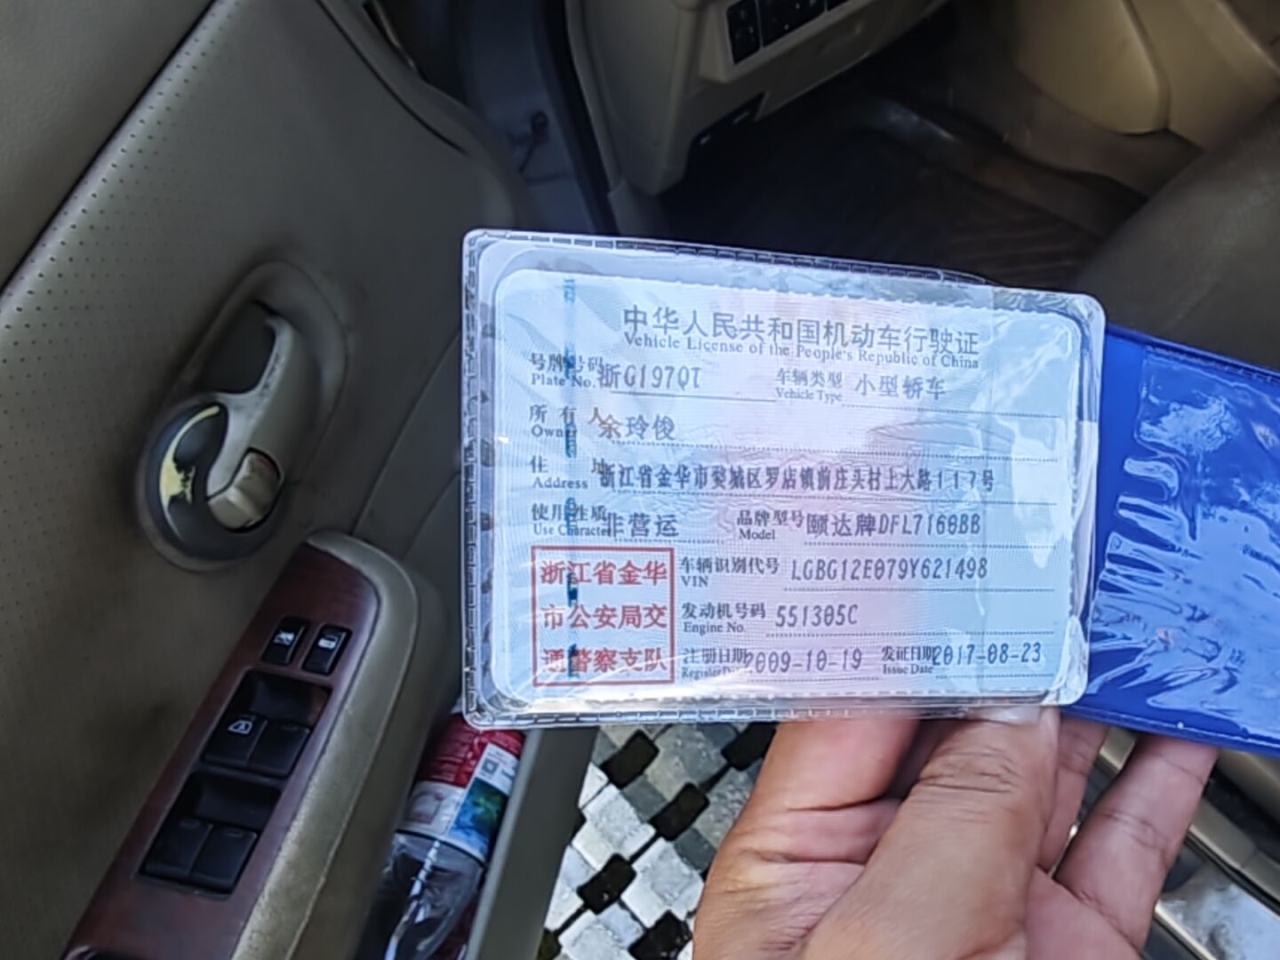 中华人民共和国机动车行驶证
Vehicle License of the People's Republic of China
号牌号码 浙G197QT 车辆类型 小型轿车
Plate No. Vehicle Type
所有人 余玲俊
Owner
住址 浙江省金华市婺城区罗店镇前庄头村上大路117号
Address
使用性质 非营运 品牌型号 颐达牌DFL7160BB
Use Character Model
浙江省金华 车辆识别代号 LGBG12E079Y621498
VIN
市公安局交 发动机号码 551305C
Engine No.
通警察支队 注册日期 2009-10-19 发证日期 2017-08-23
Register Date Issue Date